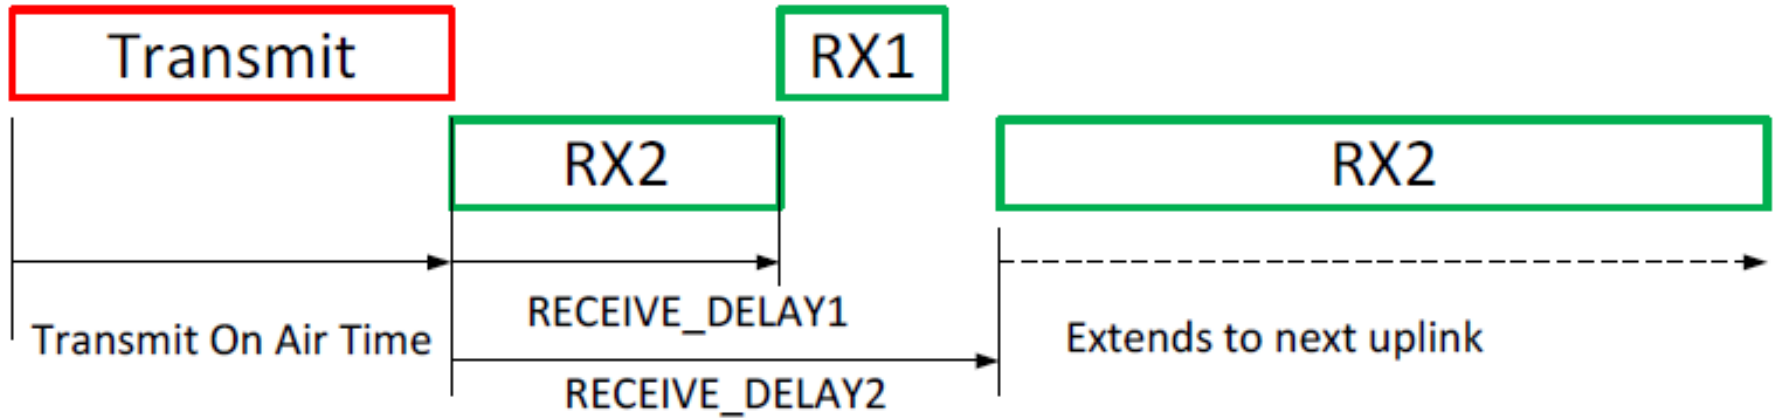 Transmit
RX1
RX2
RX2
RECEIVE_DELAY1
Transmit On Air Time
Extends to next uplink
RECEIVE_DELAY2